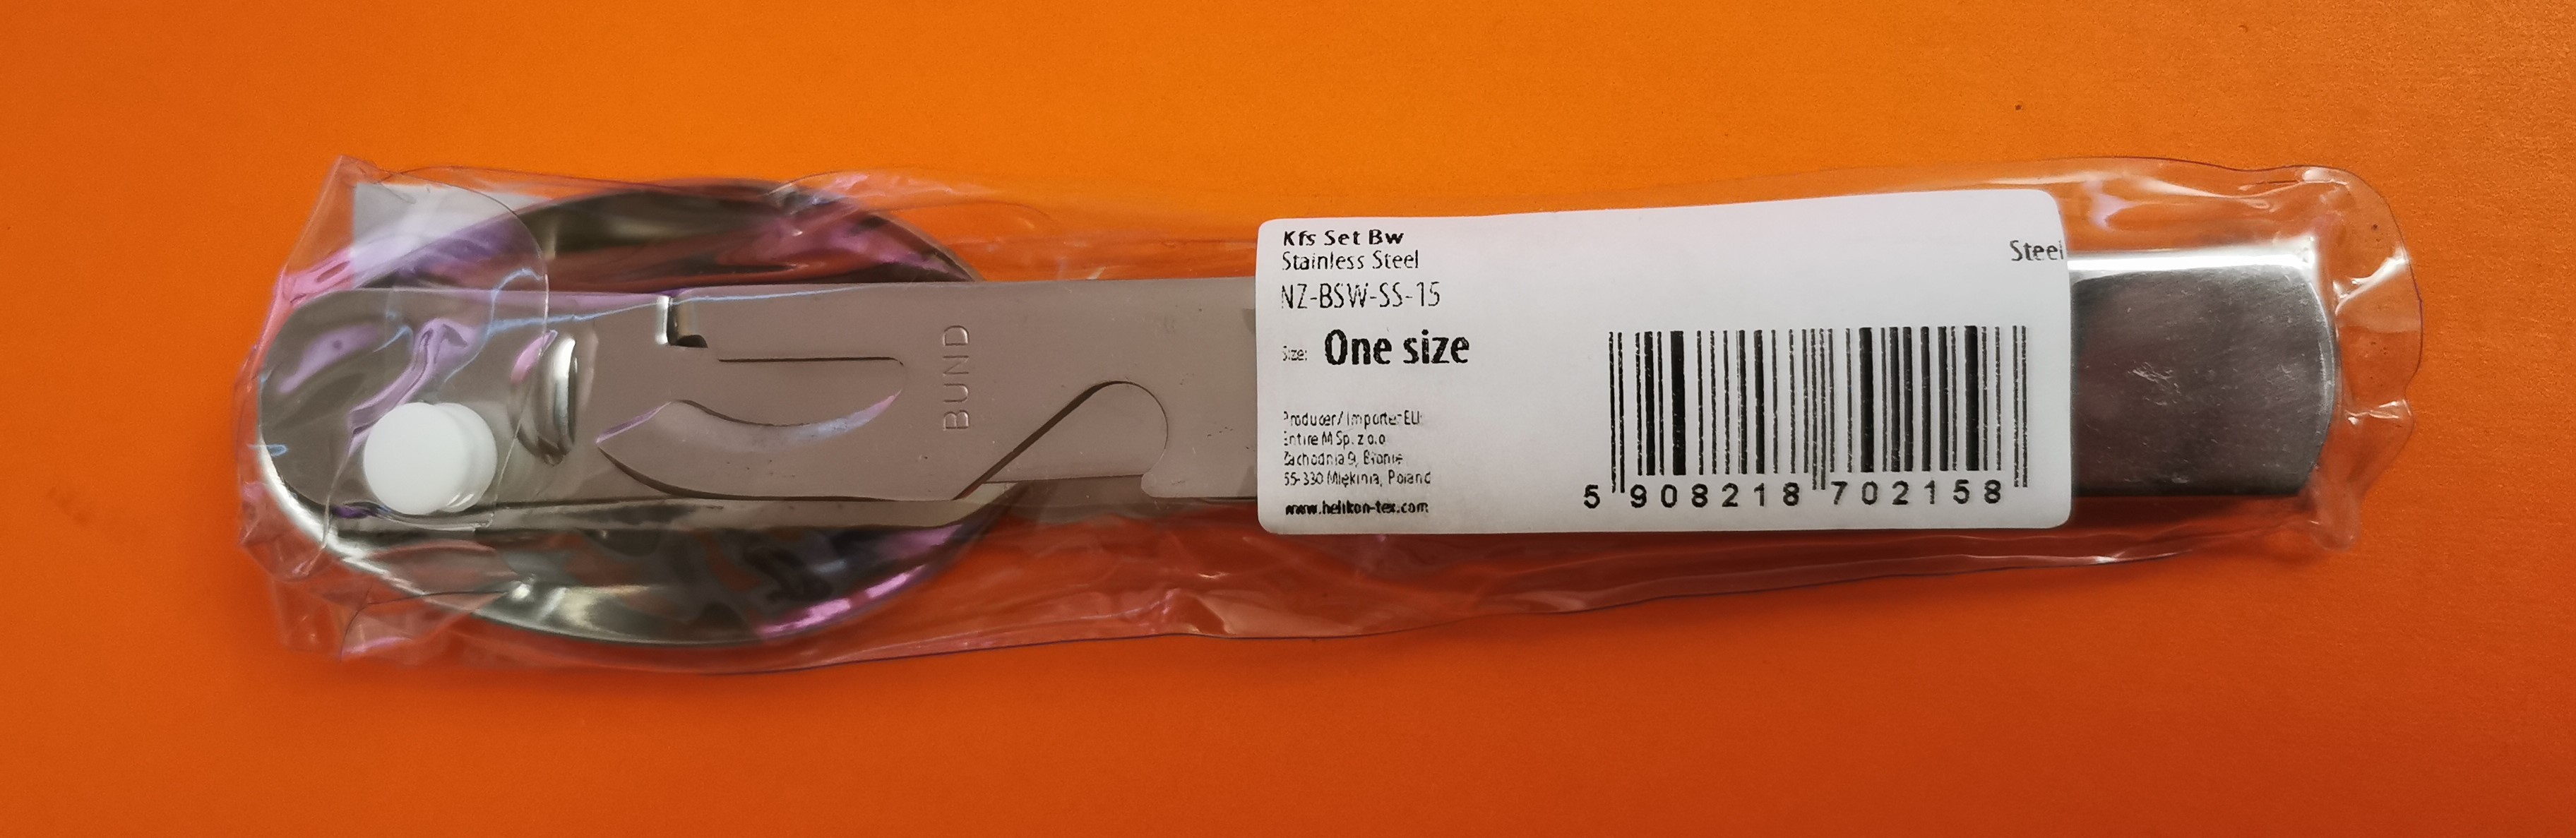 BUND
Kfs Set Bw
Stainless Steel
Steel
NZ-BSW-SS-15
Size: One size
Producer/ Importer EU:
Entire M Sp. z o.o
Zachodnia 9, Błonie
55-330 Miękinia, Poland
www.helikon-tex.com
5 908218 702158